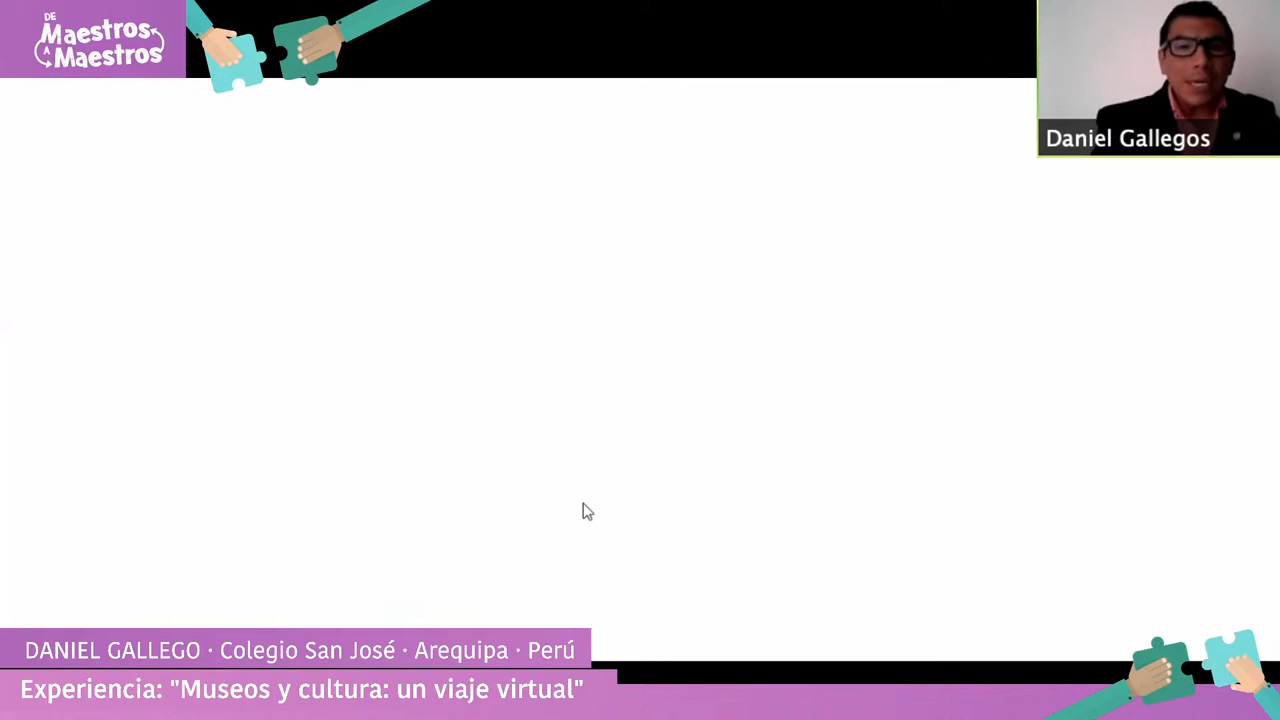 DE
Maestros
A
Maestros
Daniel Gallegos
DANIEL GALLEGO · Colegio San José · Arequipa · Perú
Experiencia: "Museos y cultura: un viaje virtual"